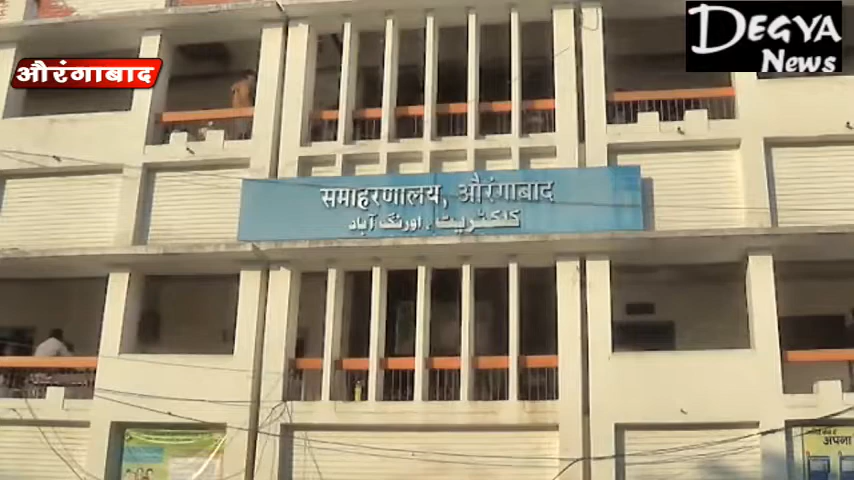 DEGYA
News
औरंगाबाद
समाहरणालय, औरंगाबाद
کلکٹریٹ، اورنگ آباد
अपना